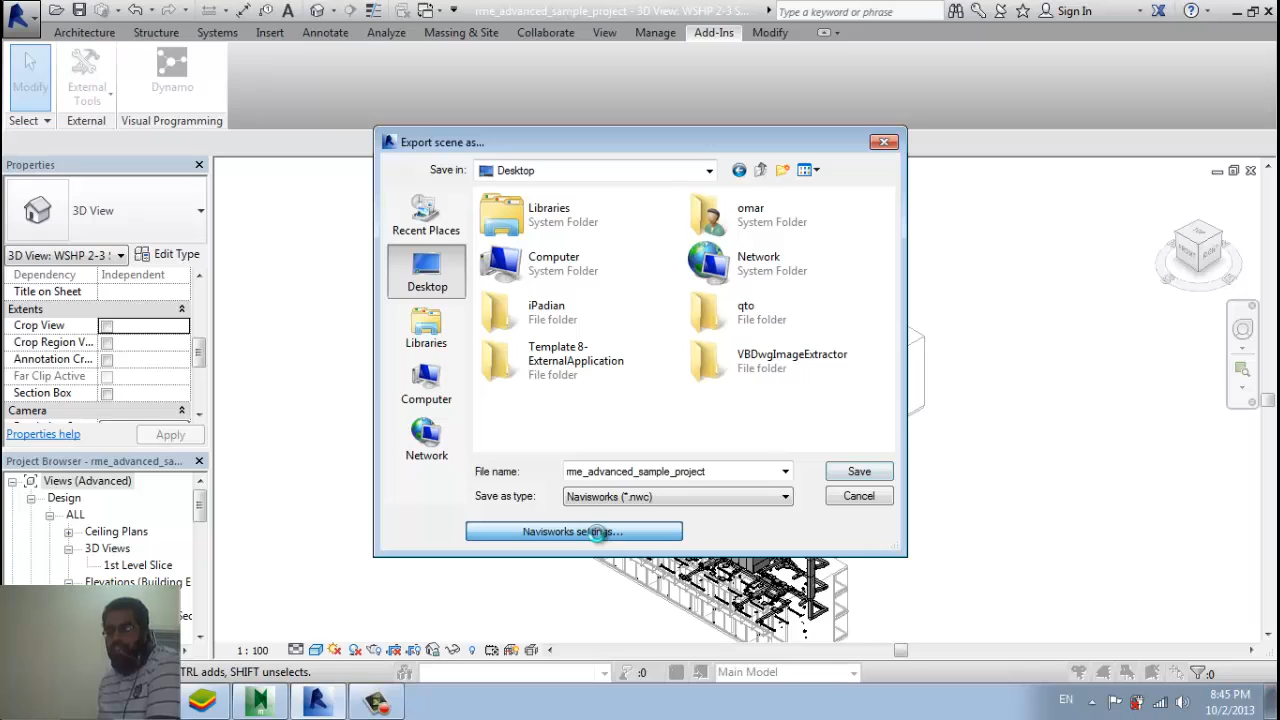 rme_advanced_sample_project - 3D View: WSHP 2-3 S...
Type a keyword or phrase
Sign In
Architecture Structure Systems Insert Annotate Analyze Massing & Site Collaborate View Manage Add-Ins Modify
Modify
External Tools
Dynamo
Select
External
Visual Programming
Properties
3D View
3D View: WSHP 2-3
Edit Type
Dependency Independent
Title on Sheet
Extents
Crop View
Crop Region V...
Annotation Cr...
Far Clip Active
Section Box
Camera
Properties help
Apply
Project Browser - rme_advanced_sa...
Views (Advanced)
Design
ALL
Ceiling Plans
3D Views
1st Level Slice
Elevations (Building E
Export scene as...
Save in:
Desktop
Recent Places
Desktop
Libraries
Computer
Network
Libraries
System Folder
omar
System Folder
Computer
System Folder
Network
System Folder
iPadian
File folder
qto
File folder
Template 8-
ExternalApplication
File folder
VBDwgImageExtractor
File folder
File name:
rme_advanced_sample_project
Save
Save as type:
Navisworks (*.nwc)
Cancel
Navisworks settings...
1 : 100
TRL adds, SHIFT unselects.
:0
Main Model
:0
EN
8:45 PM
10/2/2013